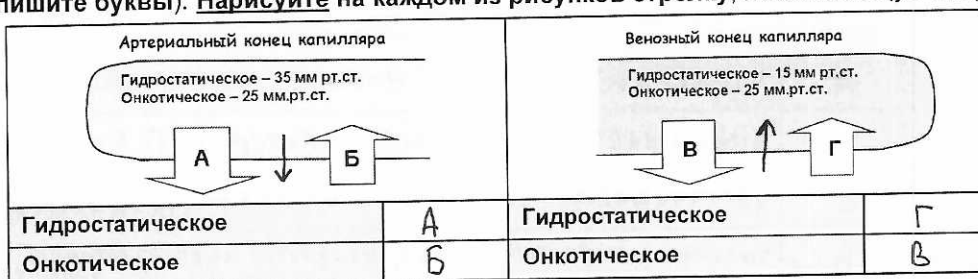 пишите буквы). Нарисуйте на каждом из рисунков стрелку,
Артериальный конец капилляра
Гидростатическое – 35 мм рт.ст.
Онкотическое – 25 мм.рт.ст.
А
Б
Венозный конец капилляра
Гидростатическое – 15 мм рт.ст.
Онкотическое – 25 мм.рт.ст.
В
Г
Гидростатическое А
Онкотическое Б
Гидростатическое Г
Онкотическое В